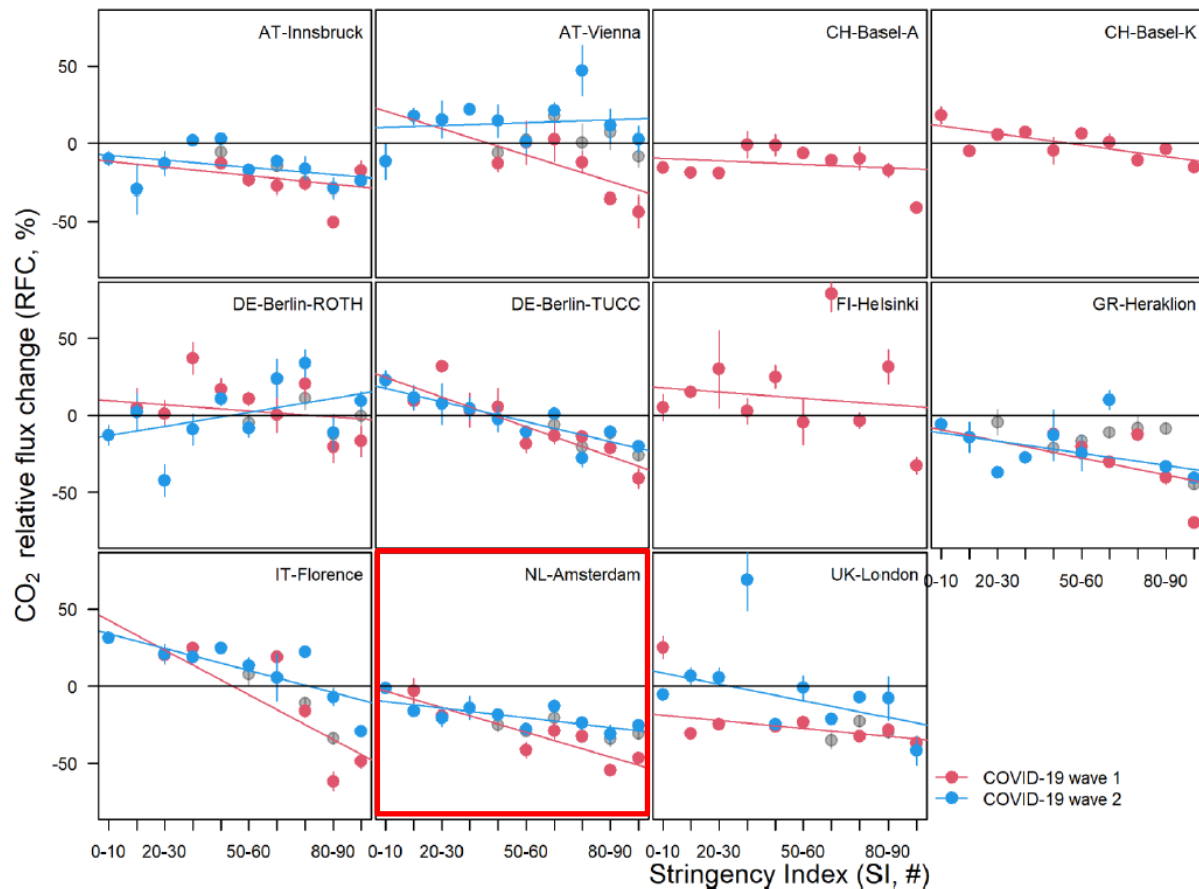 AT-Innsbruck
AT-Vienna
CH-Basel-A
CH-Basel-K
50
0
-50
DE-Berlin-ROTH
DE-Berlin-TUCC
FI-Helsinki
GR-Heraklion
50
0
-50
CO₂ relative flux change (RFC, %)
IT-Florence
NL-Amsterdam
UK-London
0-10 20-30 50-60 80-90
50
0
-50
COVID-19 wave 1
COVID-19 wave 2
0-10 20-30 50-60 80-90
0-10 20-30 50-60 80-90
0-10 20-30 50-60 80-90
Stringency Index (SI, #)